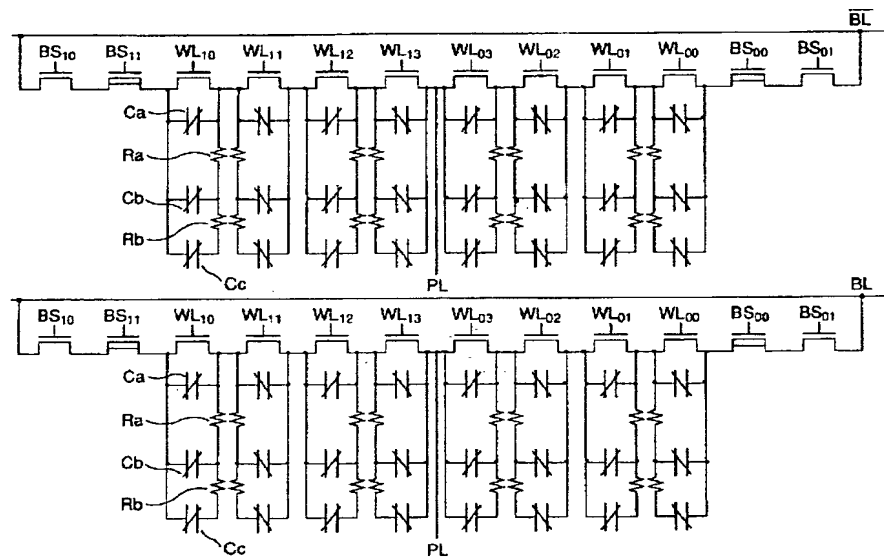 B̅L̅
BS₁₀ BS₁₁ WL₁₀ WL₁₁ WL₁₂ WL₁₃ WL₀₃ WL₀₂ WL₀₁ WL₀₀ BS₀₀ BS₀₁
Ca
Ra
Cb
Rb
Cc
PL
BL
BS₁₀ BS₁₁ WL₁₀ WL₁₁ WL₁₂ WL₁₃ WL₀₃ WL₀₂ WL₀₁ WL₀₀ BS₀₀ BS₀₁
Ca
Ra
Cb
Rb
Cc
PL